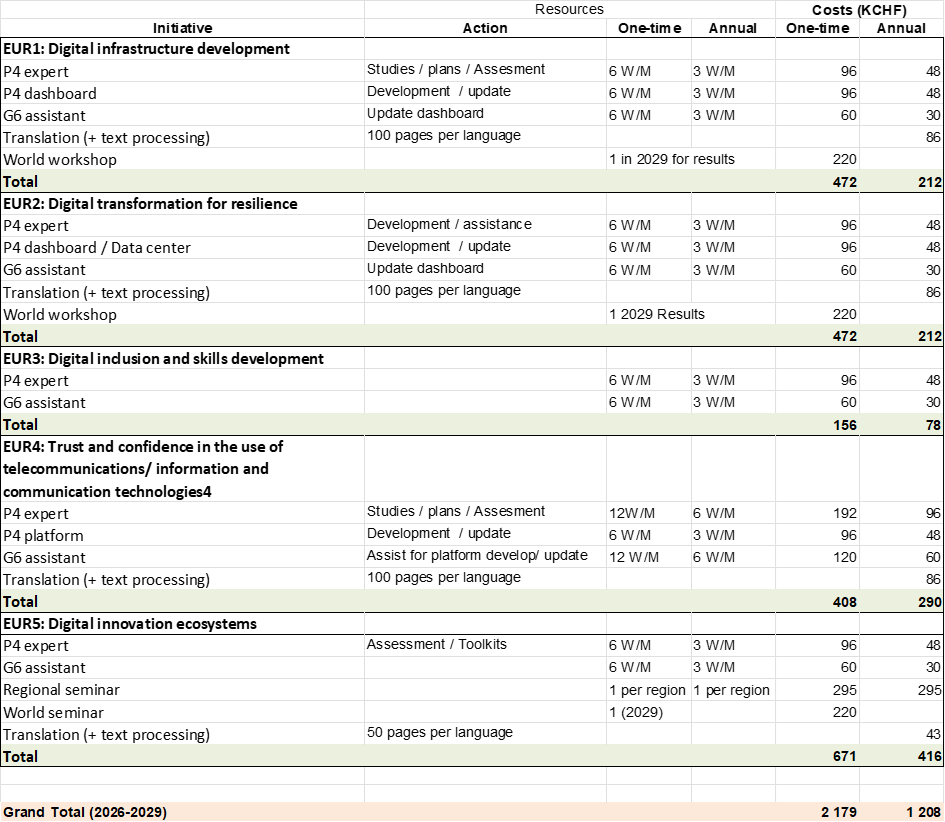 Resources Costs (KCHF)
Initiative Action One-time Annual One-time Annual
EUR1: Digital infrastructure development
P4 expert Studies / plans / Assesment 6 W/M 3 W/M 96 48
P4 dashboard Development / update 6 W/M 3 W/M 96 48
G6 assistant Update dashboard 6 W/M 3 W/M 60 30
Translation (+ text processing) 100 pages per language 86
World workshop 1 in 2029 for results 220
Total 472 212
EUR2: Digital transformation for resilience
P4 expert Development / assistance 6 W/M 3 W/M 96 48
P4 dashboard / Data center Development / update 6 W/M 3 W/M 96 48
G6 assistant Update dashboard 6 W/M 3 W/M 60 30
Translation (+ text processing) 100 pages per language 86
World workshop 1 2029 Results 220
Total 472 212
EUR3: Digital inclusion and skills development
P4 expert 6 W/M 3 W/M 96 48
G6 assistant 6 W/M 3 W/M 60 30
Total 156 78
EUR4: Trust and confidence in the use of
telecommunications/ information and
communication technologies4
P4 expert Studies / plans / Assesment 12W/M 6 W/M 192 96
P4 platform Development / update 6 W/M 3 W/M 96 48
G6 assistant Assist for platform develop/ update 12 W/M 6 W/M 120 60
Translation (+ text processing) 100 pages per language 86
Total 408 290
EUR5: Digital innovation ecosystems
P4 expert Assessment / Toolkits 6 W/M 3 W/M 96 48
G6 assistant 6 W/M 3 W/M 60 30
Regional seminar 1 per region 1 per region 295 295
World seminar 1 (2029) 220
Translation (+ text processing) 50 pages per language 43
Total 671 416
Grand Total (2026-2029) 2 179 1 208